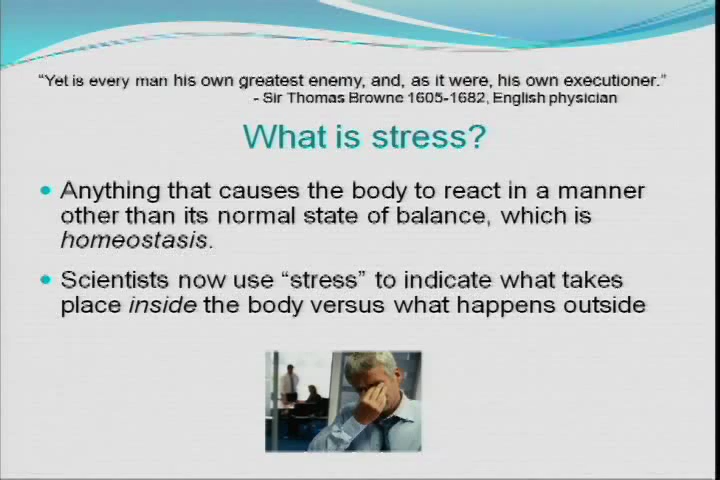 “Yet is every man his own greatest enemy, and, as it were, his own executioner.”
- Sir Thomas Browne 1605-1682, English physician
What is stress?
• Anything that causes the body to react in a manner
other than its normal state of balance, which is
homeostasis.
• Scientists now use “stress” to indicate what takes
place inside the body versus what happens outside